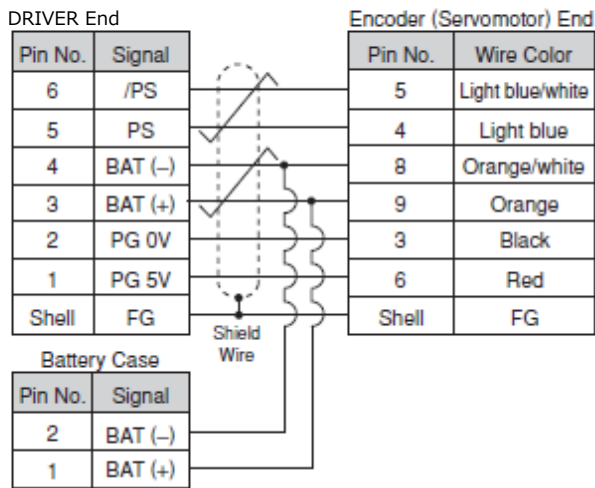 DRIVER End Encoder (Servomotor) End
Pin No. Signal Pin No. Wire Color
6 /PS 5 Light blue/white
5 PS 4 Light blue
4 BAT (–) 8 Orange/white
3 BAT (+) 9 Orange
2 PG 0V 3 Black
1 PG 5V 6 Red
Shell FG Shell FG
Shield
Wire
Battery Case
Pin No. Signal
2 BAT (–)
1 BAT (+)